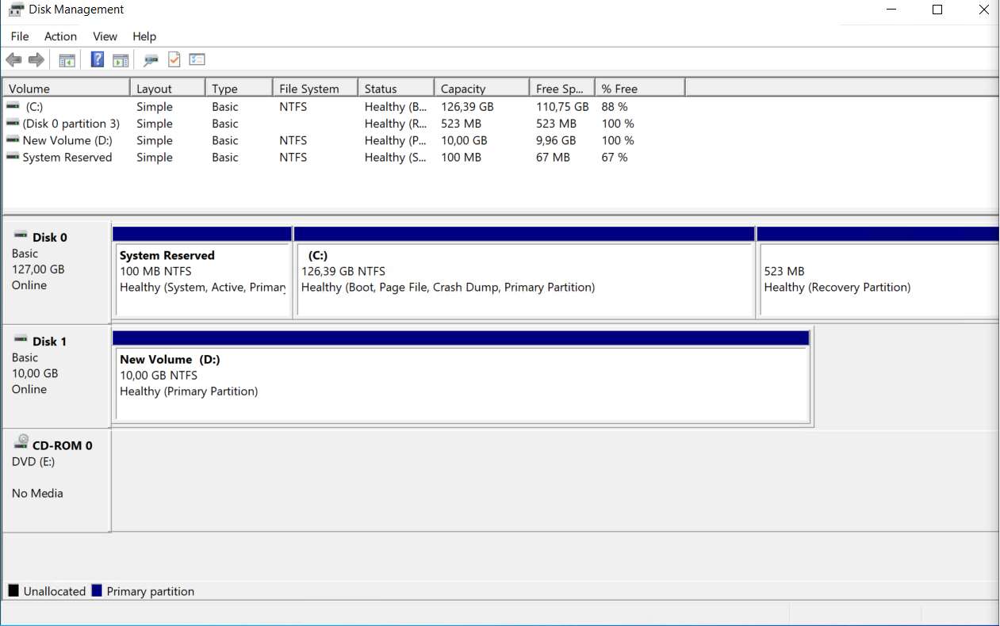 Disk Management
File Action View Help
Volume Layout Type File System Status Capacity Free Sp... % Free
(C:) Simple Basic NTFS Healthy (B... 126,39 GB 110,75 GB 88 %
(Disk 0 partition 3) Simple Basic Healthy (R... 523 MB 523 MB 100 %
New Volume (D:) Simple Basic NTFS Healthy (P... 10,00 GB 9,96 GB 100 %
System Reserved Simple Basic NTFS Healthy (S... 100 MB 67 MB 67 %
Disk 0
Basic
127,00 GB
Online
System Reserved
100 MB NTFS
Healthy (System, Active, Primar
(C:)
126,39 GB NTFS
Healthy (Boot, Page File, Crash Dump, Primary Partition)
523 MB
Healthy (Recovery Partition)
Disk 1
Basic
10,00 GB
Online
New Volume (D:)
10,00 GB NTFS
Healthy (Primary Partition)
CD-ROM 0
DVD (E:)
No Media
Unallocated Primary partition